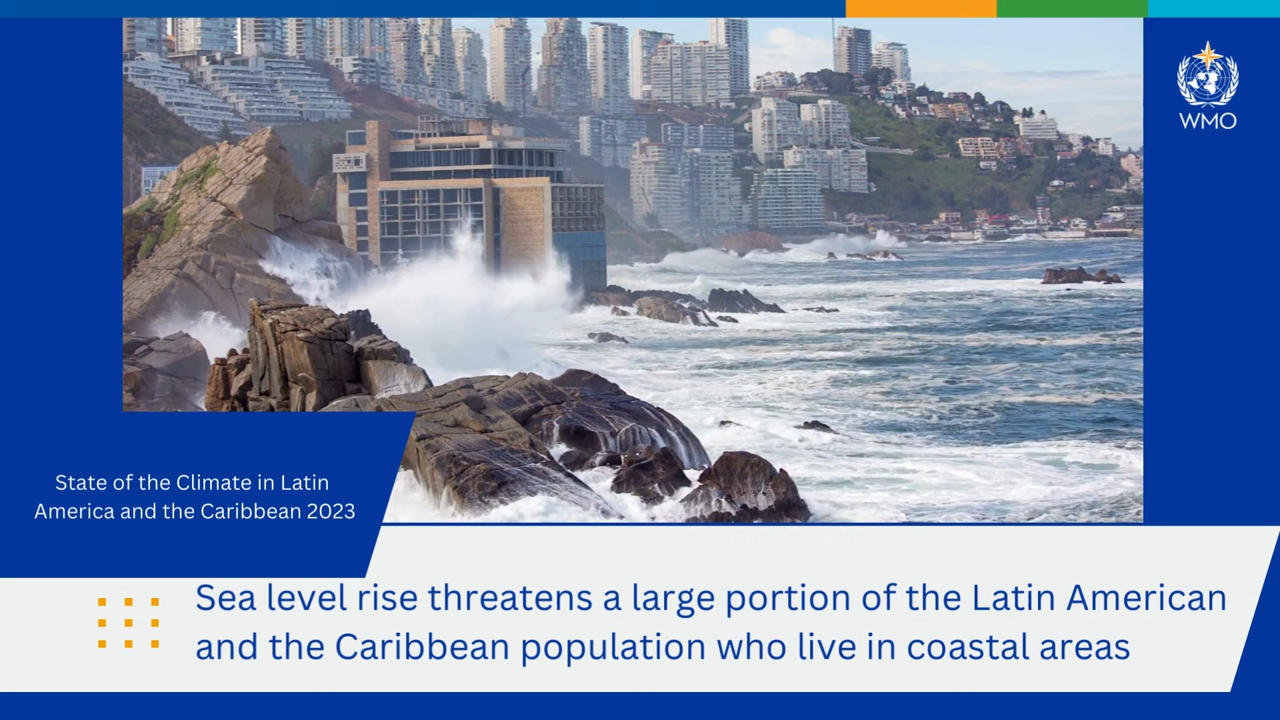 WMO
State of the Climate in Latin
America and the Caribbean 2023
Sea level rise threatens a large portion of the Latin American
and the Caribbean population who live in coastal areas